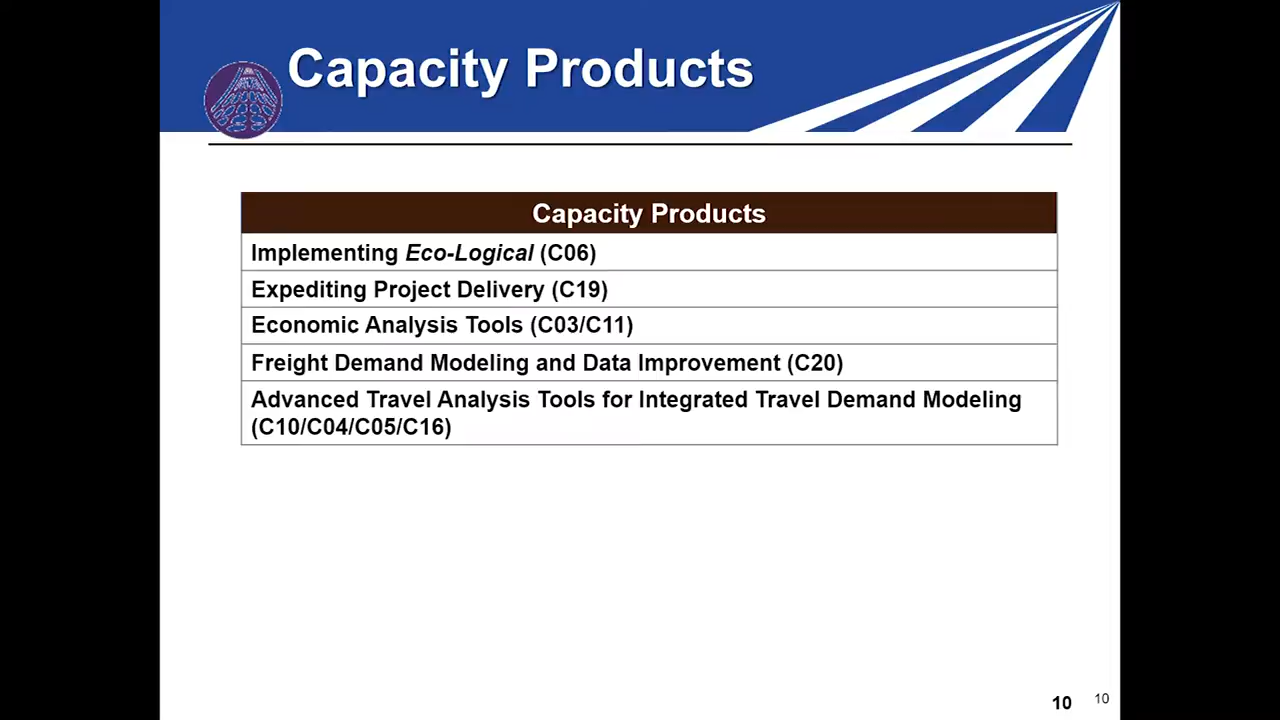 Capacity Products
Capacity Products
Implementing Eco-Logical (C06)
Expediting Project Delivery (C19)
Economic Analysis Tools (C03/C11)
Freight Demand Modeling and Data Improvement (C20)
Advanced Travel Analysis Tools for Integrated Travel Demand Modeling
(C10/C04/C05/C16)
10
10